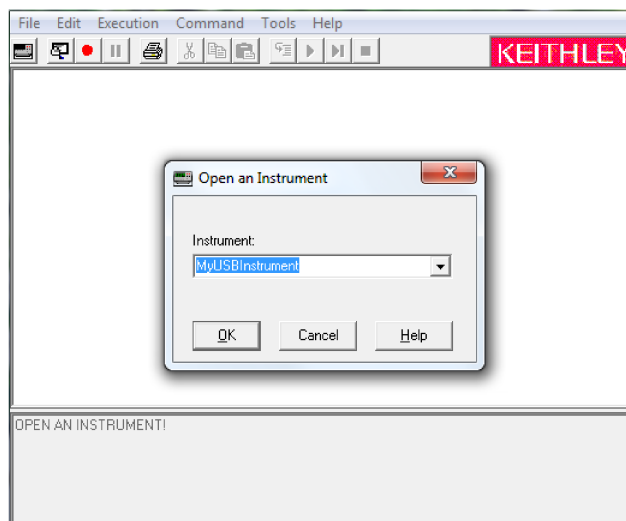 File Edit Execution Command Tools Help
KEITHLEY
Open an Instrument
Instrument:
MyUSBInstrument
OK Cancel Help
OPEN AN INSTRUMENT!